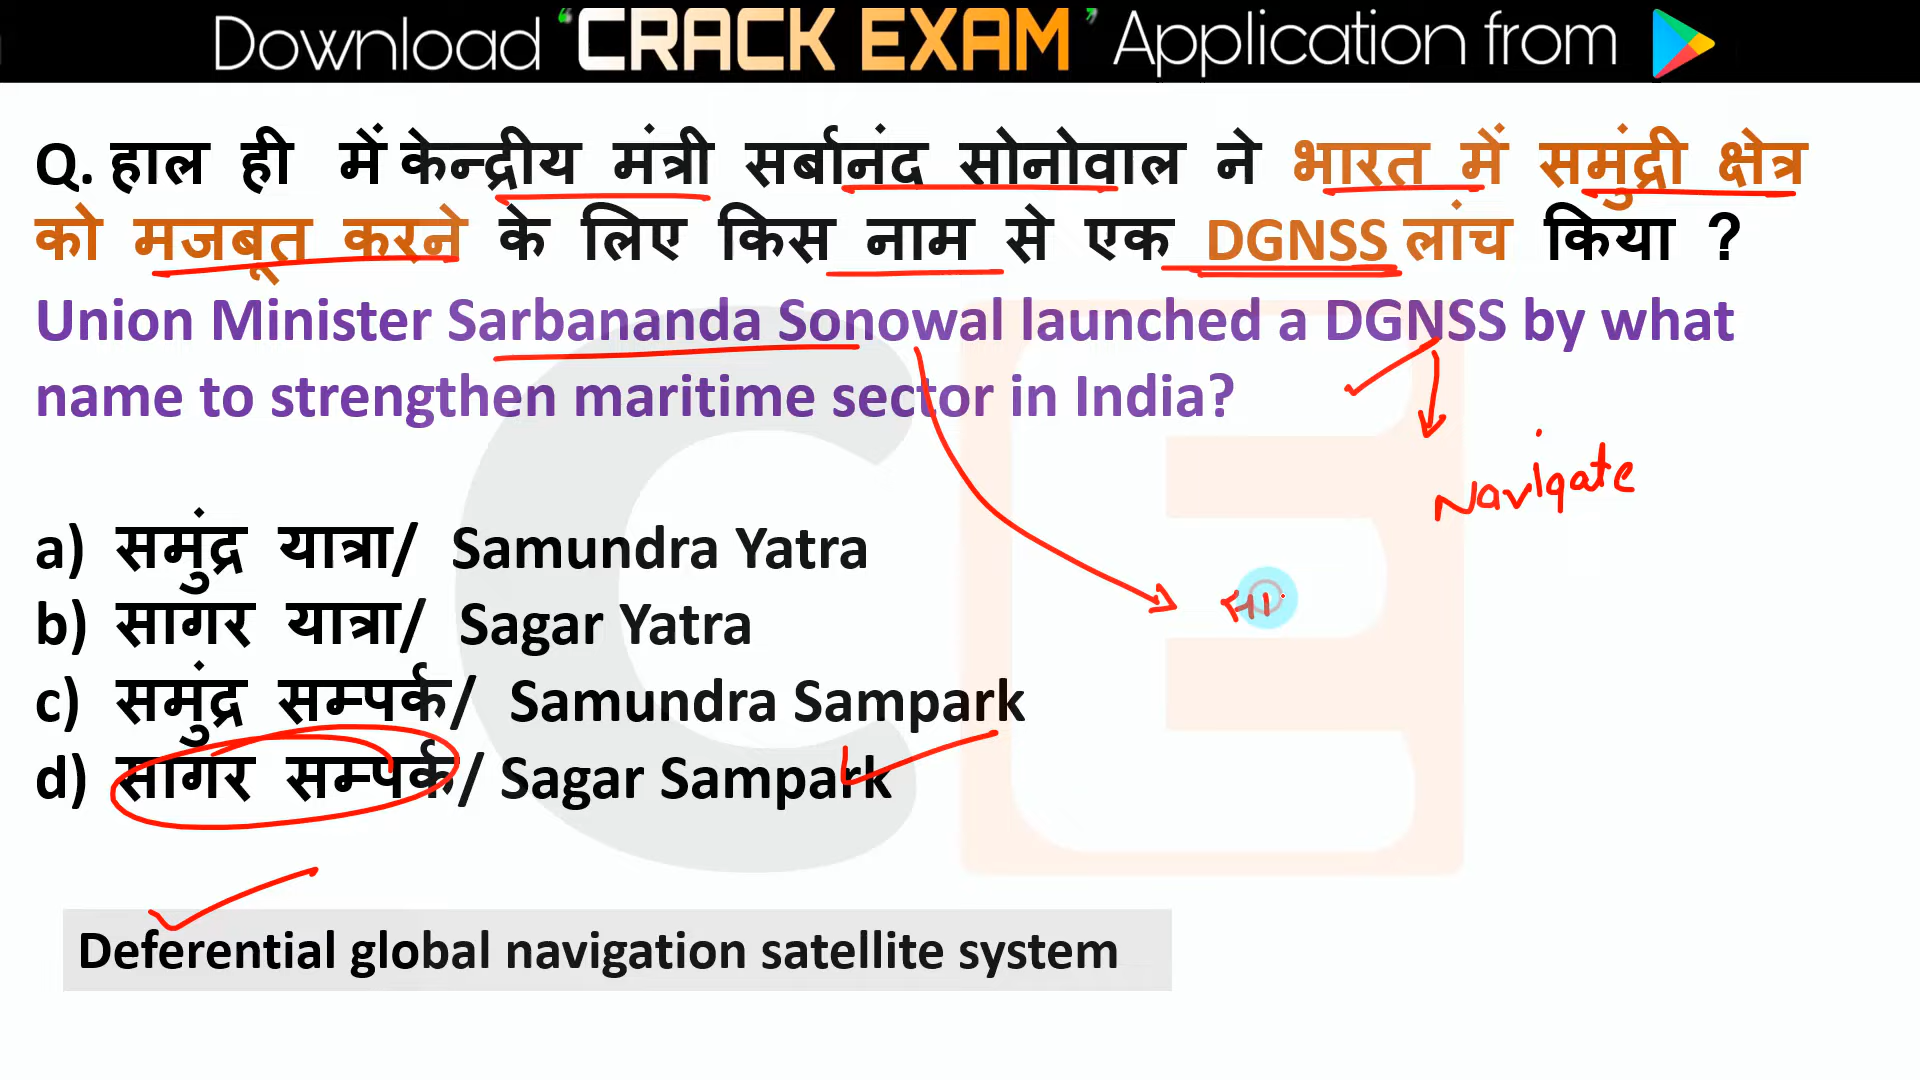 Download "CRACK EXAM" Application from
Q. हाल ही में केन्द्रीय मंत्री सर्बानंद सोनोवाल ने भारत में समुंद्री क्षेत्र
को मजबूत करने के लिए किस नाम से एक DGNSS लांच किया ?
Union Minister Sarbananda Sonowal launched a DGNSS by what
name to strengthen maritime sector in India?
Navigate
a) समुंद्र यात्रा/ Samundra Yatra
b) सागर यात्रा/ Sagar Yatra
c) समुंद्र सम्पर्क/ Samundra Sampark
d) सागर सम्पर्क/ Sagar Sampark
Deferential global navigation satellite system